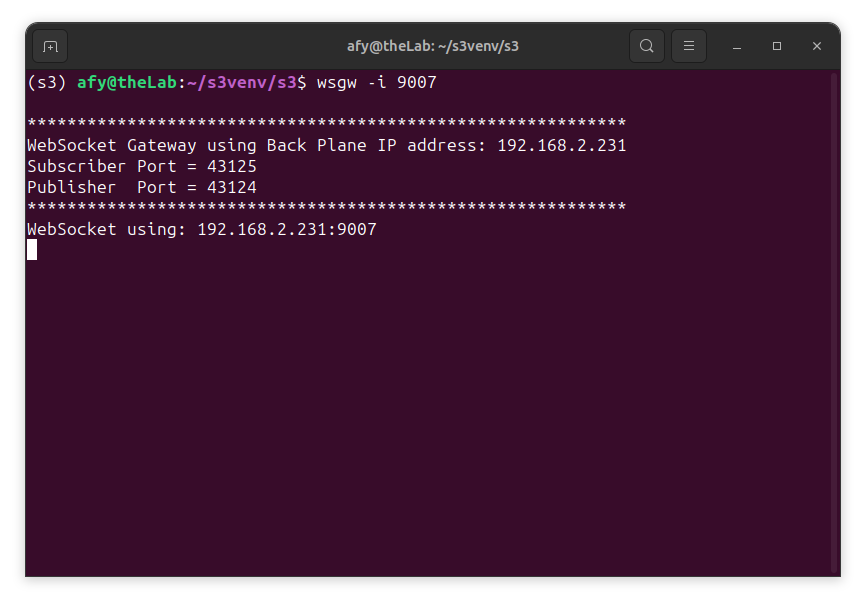 afy@theLab: ~/s3venv/s3
(s3) afy@theLab:~/s3venv/s3$ wsgw -i 9007
************************************************************
WebSocket Gateway using Back Plane IP address: 192.168.2.231
Subscriber Port = 43125
Publisher  Port = 43124
************************************************************
WebSocket using: 192.168.2.231:9007